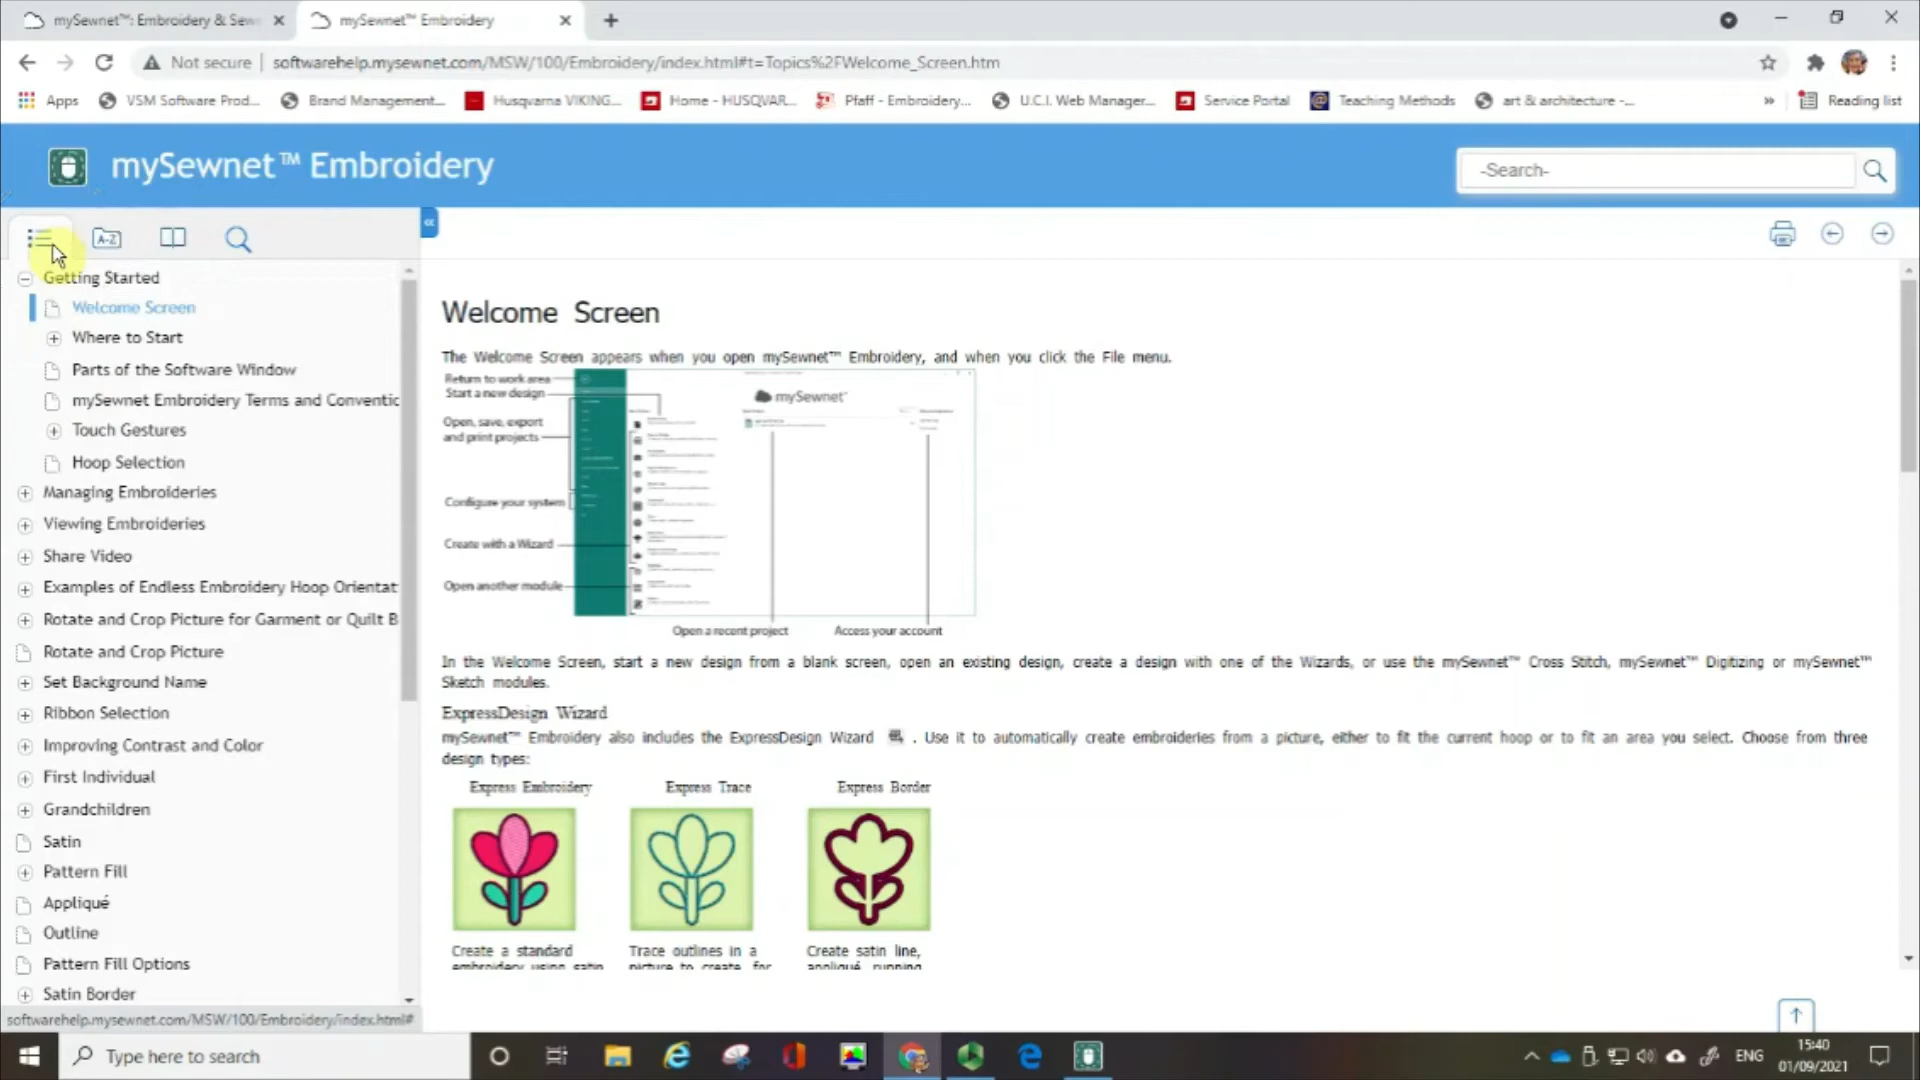 mySewnet™: Embroidery & Sew
mySewnet™ Embroidery
Not secure
softwarehelp.mysewnet.com/MSW/100/Embroidery/index.html#t=Topics%2FWelcome_Screen.htm
Apps
VSM Software Prod...
Brand Management...
Husqvarna VIKING...
Home - HUSQVAR...
Pfaff - Embroidery...
U.C.I. Web Manager...
Service Portal
Teaching Methods
art & architecture -...
»
Reading list
mySewnet™ Embroidery
-Search-
A-Z
Getting Started
Welcome Screen
Where to Start
Parts of the Software Window
mySewnet Embroidery Terms and Conventic
Touch Gestures
Hoop Selection
Managing Embroideries
Viewing Embroideries
Share Video
Examples of Endless Embroidery Hoop Orientat
Rotate and Crop Picture for Garment or Quilt B
Rotate and Crop Picture
Set Background Name
Ribbon Selection
Improving Contrast and Color
First Individual
Grandchildren
Satin
Pattern Fill
Appliqué
Outline
Pattern Fill Options
Satin Border
softwarehelp.mysewnet.com/MSW/100/Embroidery/index.html#
Welcome Screen
The Welcome Screen appears when you open mySewnet™ Embroidery, and when you click the File menu.
Return to work area
Start a new design
Open, save, export
and print projects
Configure your system
Create with a Wizard
Open another module
mySewnet™
Open a recent project
Access your account
In the Welcome Screen, start a new design from a blank screen, open an existing design, create a design with one of the Wizards, or use the mySewnet™ Cross Stitch, mySewnet™ Digitizing or mySewnet™
Sketch modules.
ExpressDesign Wizard
mySewnet™ Embroidery also includes the ExpressDesign Wizard . Use it to automatically create embroideries from a picture, either to fit the current hoop or to fit an area you select. Choose from three
design types:
Express Embroidery
Express Trace
Express Border
Create a standard
embroidery using satin
Trace outlines in a
picture to create, for
Create satin line,
appliqué, running
Type here to search
ENG
15:40
01/09/2021